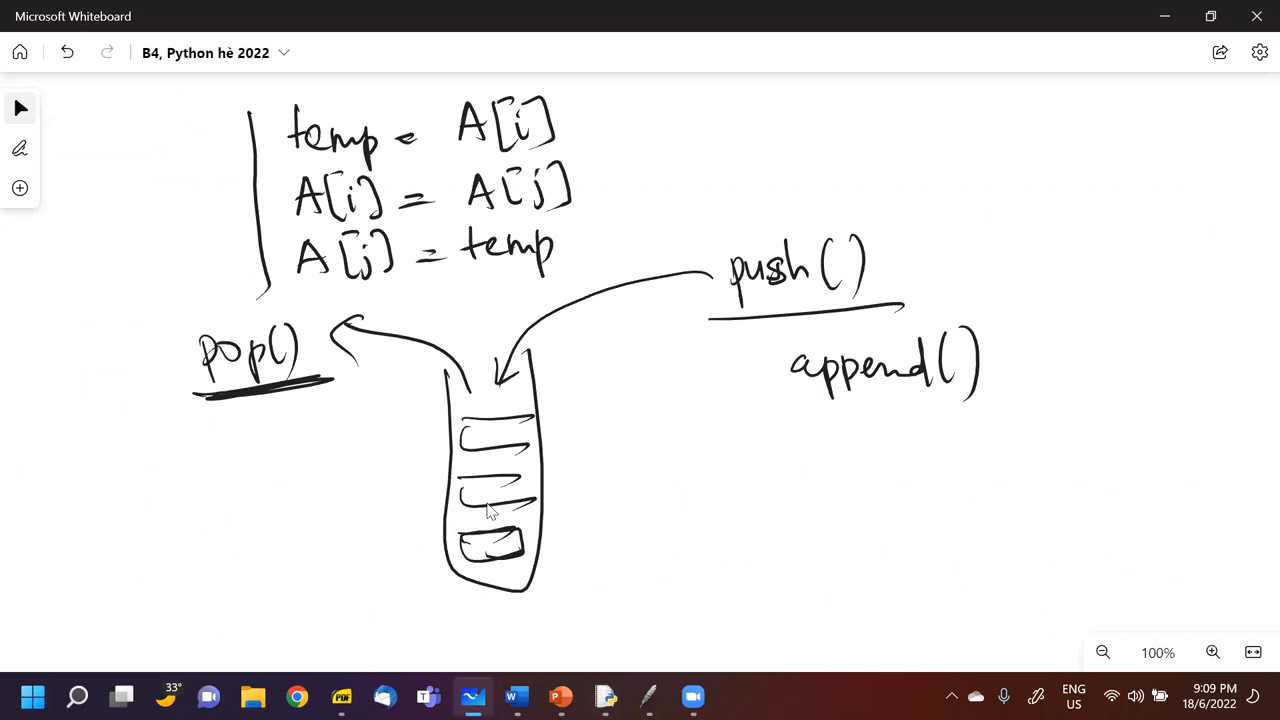 Microsoft Whiteboard
B4, Python hè 2022
temp = A[i]
A[i] = A[j]
A[j] = temp
push()
pop()
append()
100%
33°
ENG
US
9:09 PM
18/6/2022